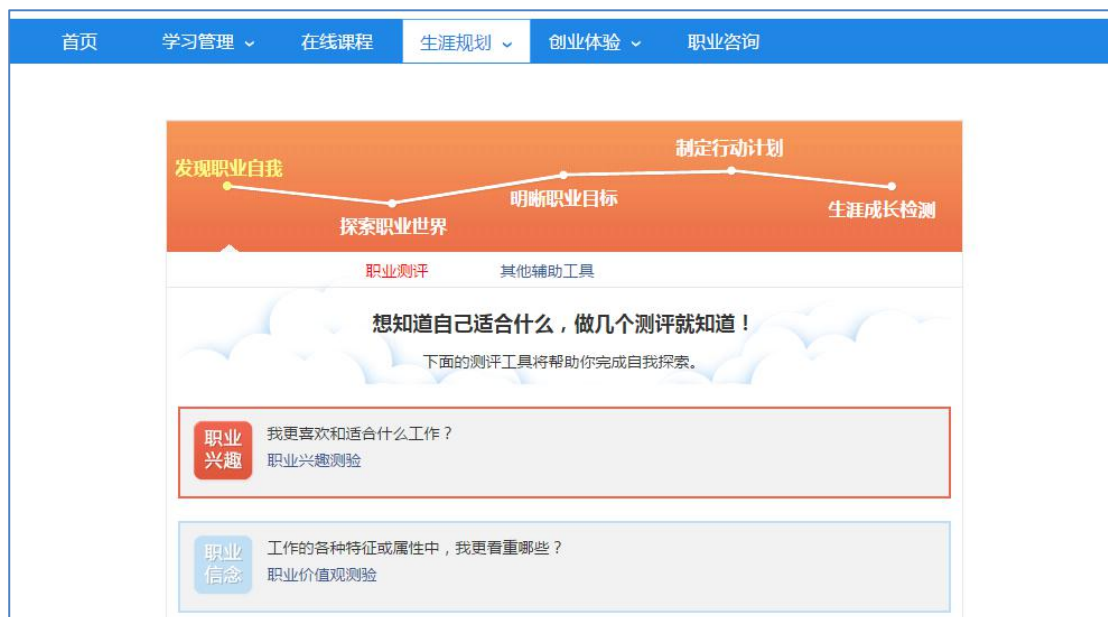 首页 学习管理 在线课程 生涯规划 创业体验 职业咨询
发现职业自我
探索职业世界
明晰职业目标
制定行动计划
生涯成长检测
职业测评 其他辅助工具
想知道自己适合什么，做几个测评就知道！
下面的测评工具将帮助你完成自我探索。
职业
兴趣
我更喜欢和适合什么工作？
职业兴趣测验
职业
信念
工作的各种特征或属性中，我更看重哪些？
职业价值观测验